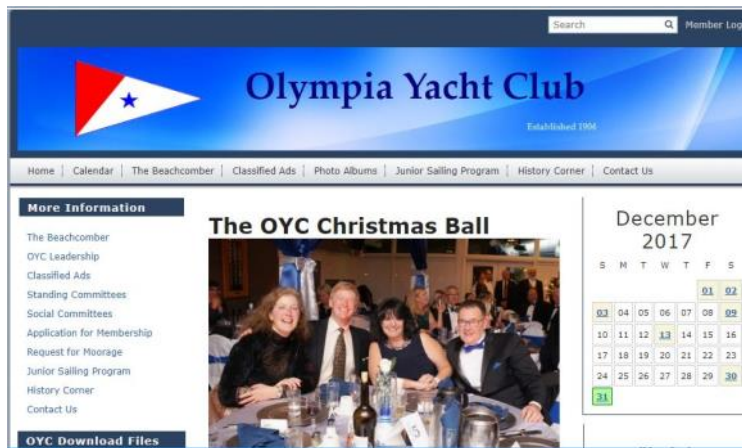 Search
Member Log
Olympia Yacht Club
Established 1904
Home
Calendar
The Beachcomber
Classified Ads
Photo Albums
Junior Sailing Program
History Corner
Contact Us
More Information
The Beachcomber
OYC Leadership
Classified Ads
Standing Committees
Social Committees
Application for Membership
Request for Moorage
Junior Sailing Program
History Corner
Contact Us
OYC Download Files
The OYC Christmas Ball
5
December
2017
S M T W T F S
01 02
03 04 05 06 07 08 09
10 11 12 13 14 15 16
17 18 19 20 21 22 23
24 25 26 27 28 29 30
31